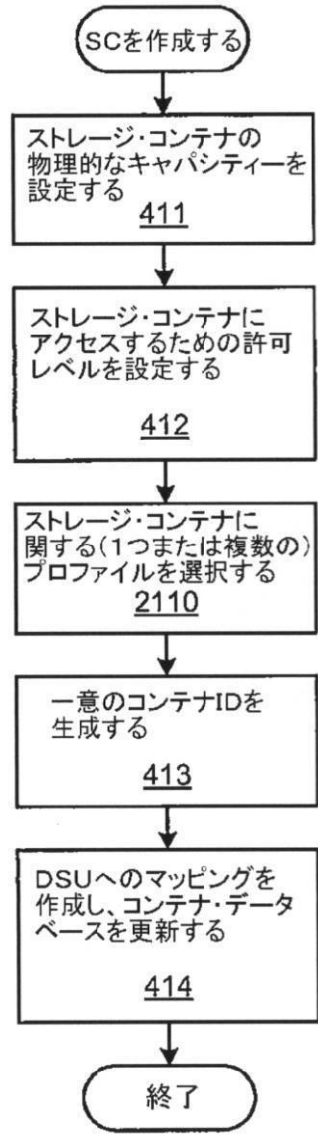 SCを作成する
ストレージ・コンテナの
物理的なキャパシティーを
設定する
411
ストレージ・コンテナに
アクセスするための許可
レベルを設定する
412
ストレージ・コンテナに
関する(1つまたは複数の)
プロファイルを選択する
2110
一意のコンテナIDを
生成する
413
DSUへのマッピングを
作成し、コンテナ・データ
ベースを更新する
414
終了